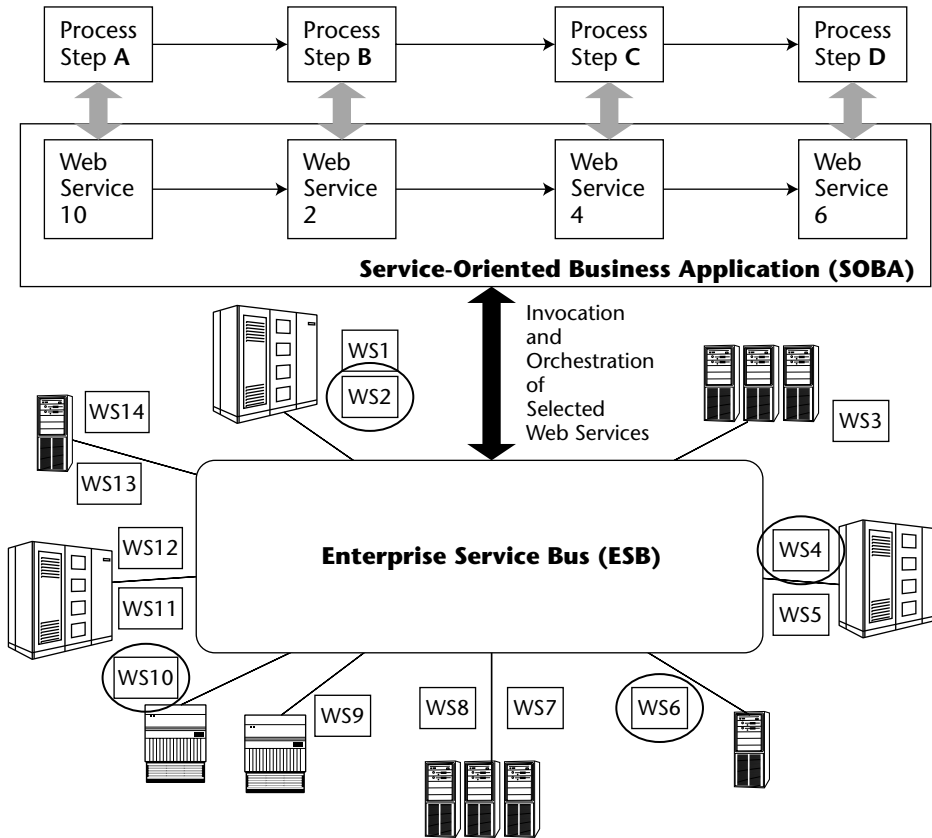 Process
Step A
Process
Step B
Process
Step C
Process
Step D
Web
Service
10
Web
Service
2
Web
Service
4
Web
Service
6
Service-Oriented Business Application (SOBA)
Invocation
and
Orchestration
of
Selected
Web Services
WS1
WS2
WS3
WS14
WS13
WS12
WS11
Enterprise Service Bus (ESB)
WS4
WS5
WS10
WS9
WS8
WS7
WS6